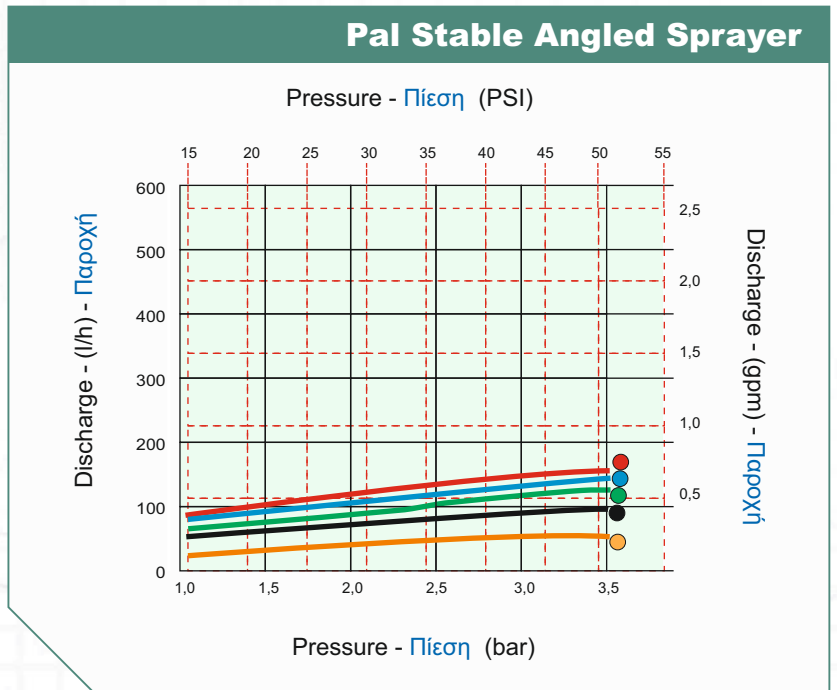 Pal Stable Angled Sprayer
Pressure - Πίεση (PSI)
15 20 25 30 35 40 45 50 55
600
500
400
300
200
100
0
Discharge - (l/h) - Παροχή
2,5
2,0
1,5
1,0
0,5
Discharge - (gpm) - Παροχή
1,0 1,5 2,0 2,5 3,0 3,5
Pressure - Πίεση (bar)